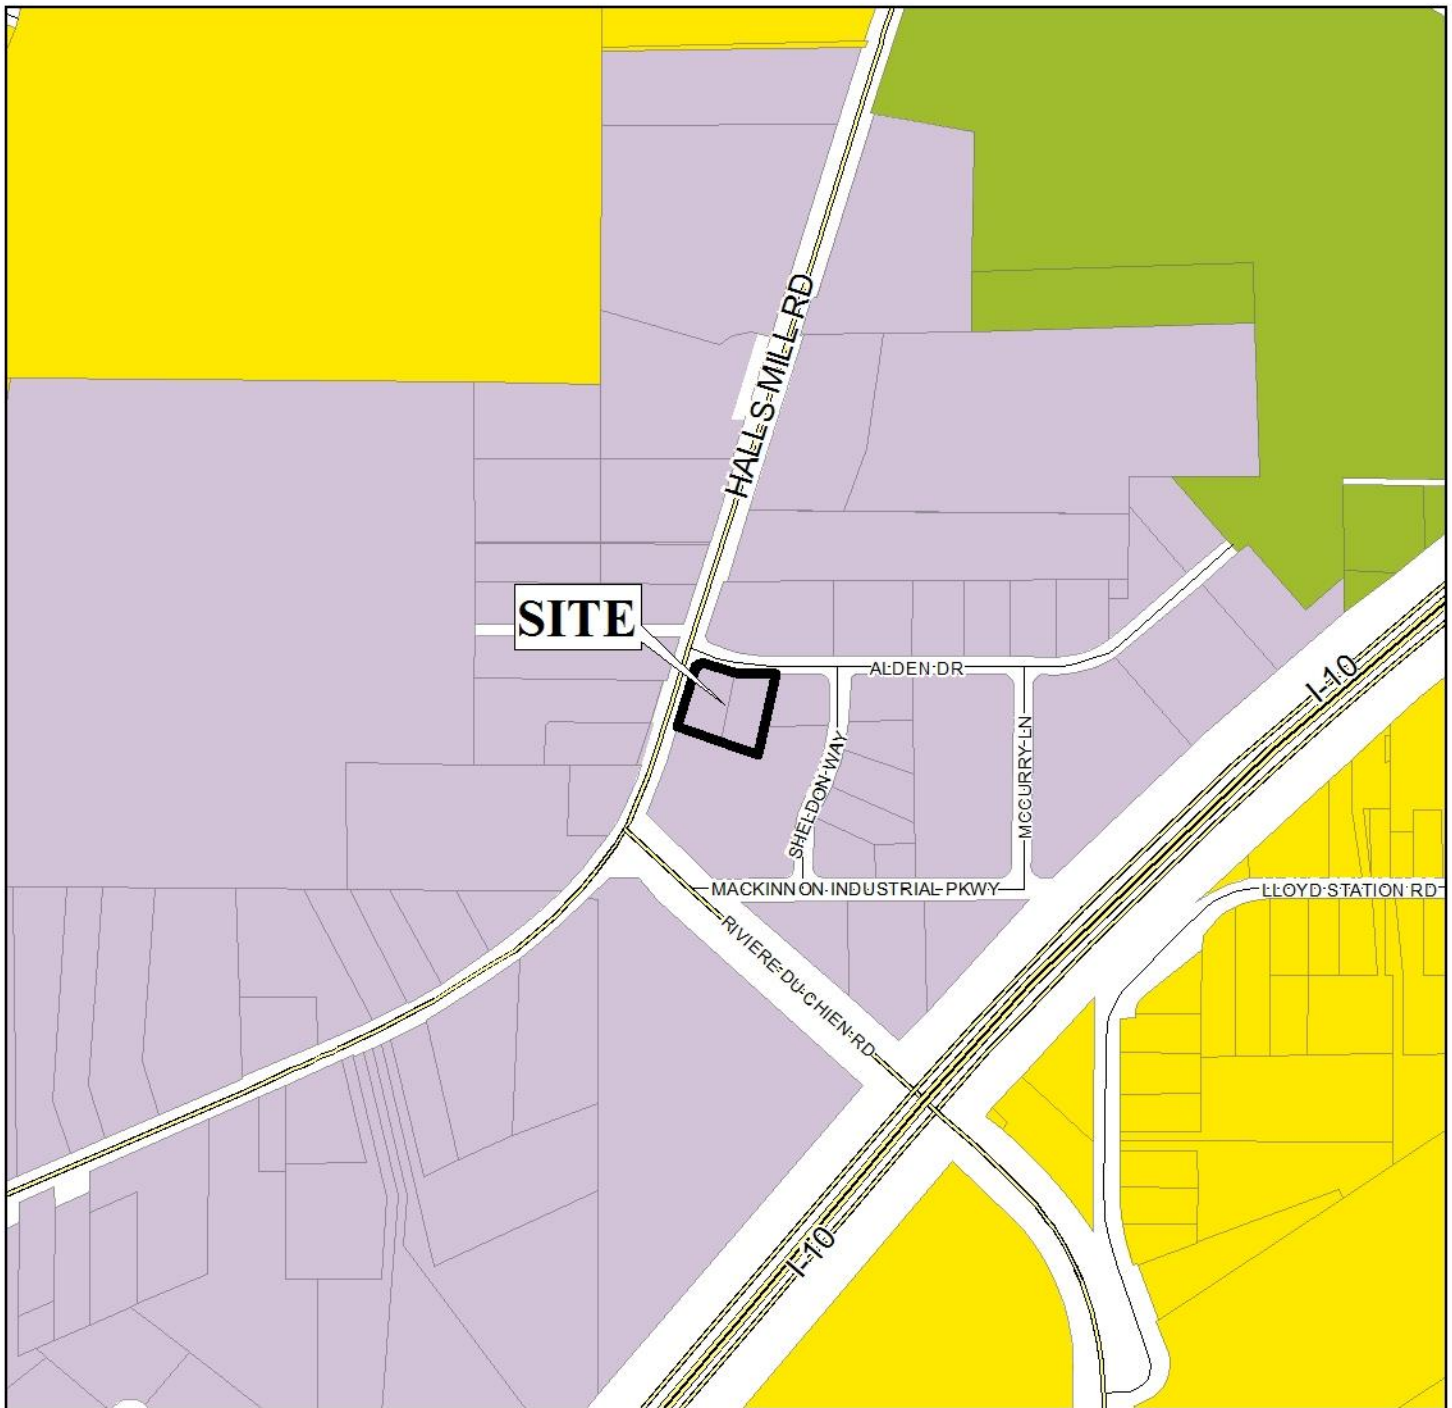 HALLS MILL RD
SITE
ALDEN DR
I-10
MCCURRY LN
SHELDON WAY
MACKINNON INDUSTRIAL PKWY
LLOYD STATION RD
RIVIERE DU CHIEN RD
I-10